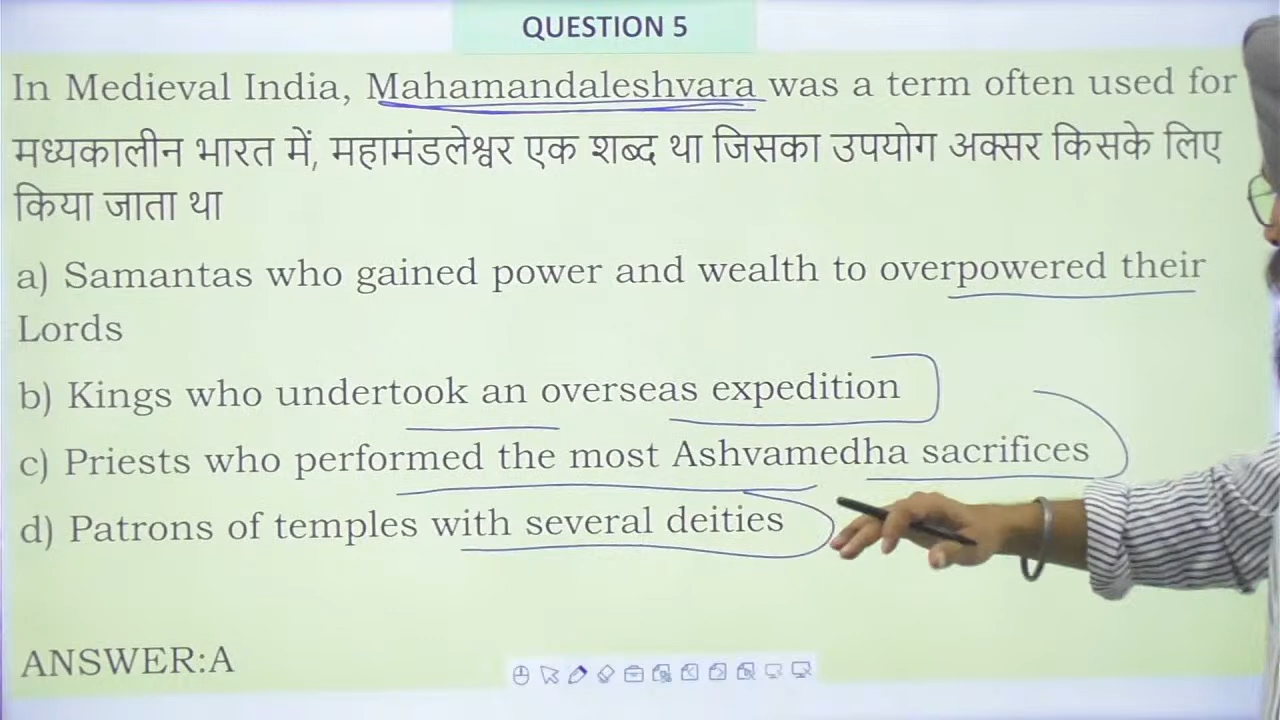 QUESTION 5
In Medieval India, Mahamandaleshvara was a term often used for
मध्यकालीन भारत में, महामंडलेश्वर एक शब्द था जिसका उपयोग अक्सर किसके लिए
किया जाता था
a) Samantas who gained power and wealth to overpowered their
Lords
b) Kings who undertook an overseas expedition
c) Priests who performed the most Ashvamedha sacrifices
d) Patrons of temples with several deities
ANSWER:A